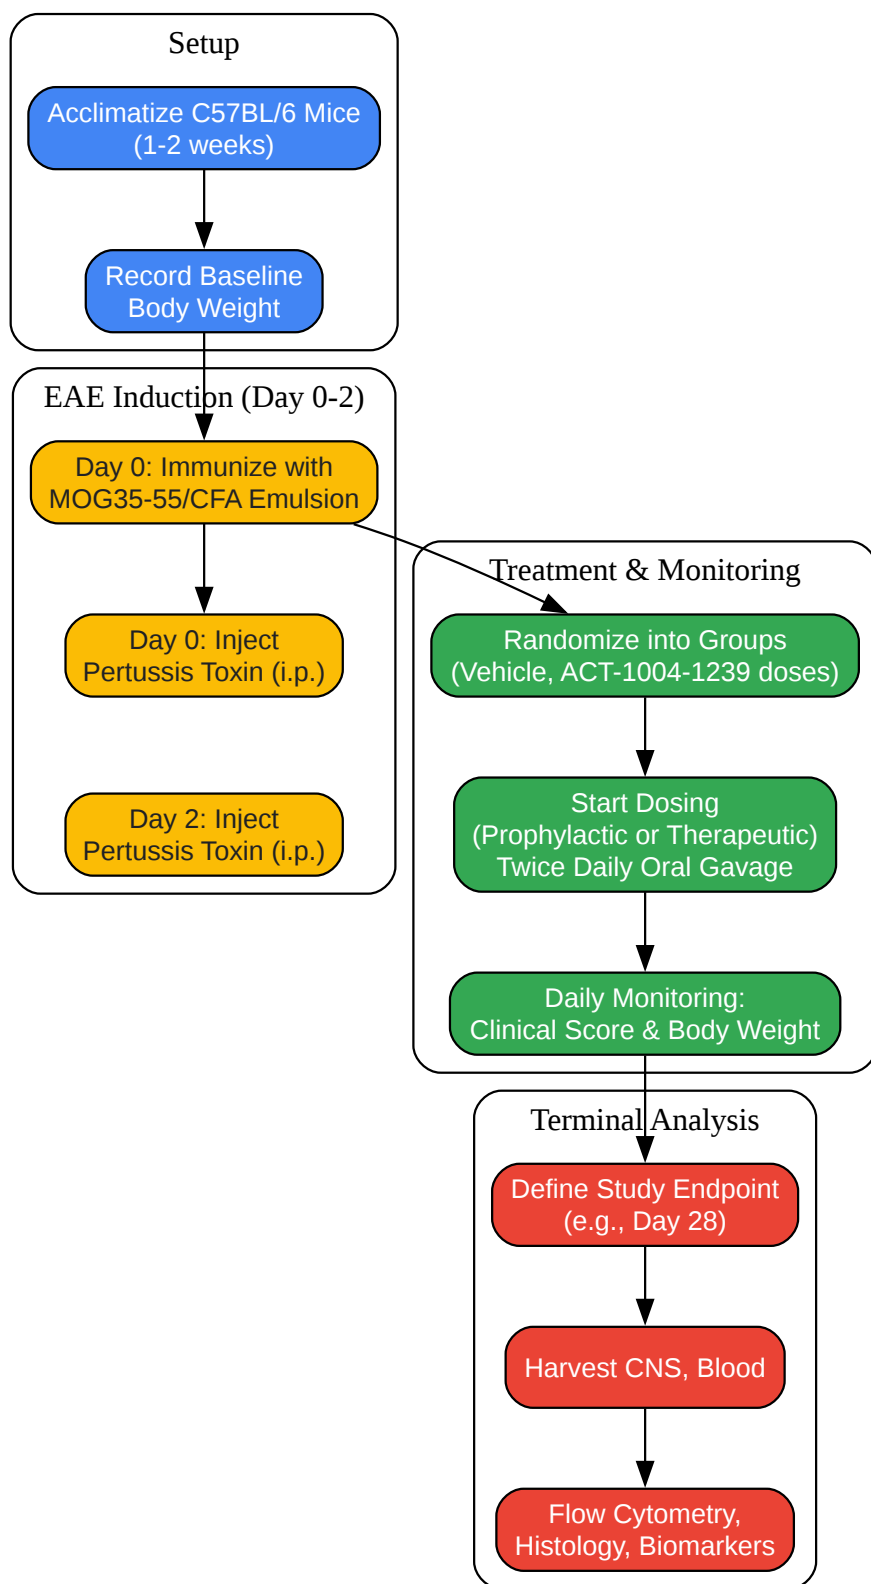 Setup
Acclimatize C57BL/6 Mice
(1-2 weeks)
Record Baseline
Body Weight
EAE Induction (Day 0-2)
Day 0: Immunize with
MOG35-55/CFA Emulsion
Day 0: Inject
Pertussis Toxin (i.p.)
Day 2: Inject
Pertussis Toxin (i.p.)
Treatment & Monitoring
Randomize into Groups
(Vehicle, ACT-1004-1239 doses)
Start Dosing
(Prophylactic or Therapeutic)
Twice Daily Oral Gavage
Daily Monitoring:
Clinical Score & Body Weight
Terminal Analysis
Define Study Endpoint
(e.g., Day 28)
Harvest CNS, Blood
Flow Cytometry,
Histology, Biomarkers